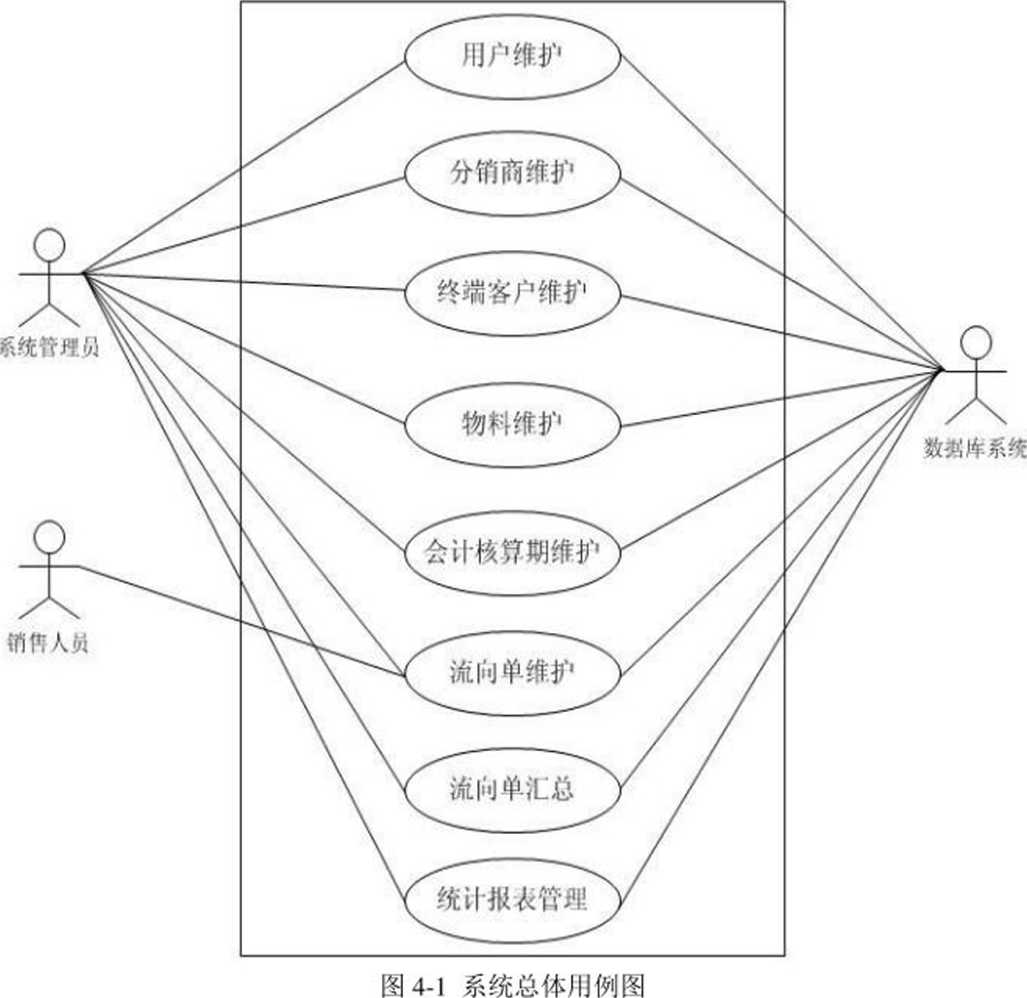 用户维护
分销商维护
终端客户维护
系统管理员
物料维护
数据库系统
会计核算期维护
销售人员
流向单维护
流向单汇总
统计报表管理
图 4-1 系统总体用例图